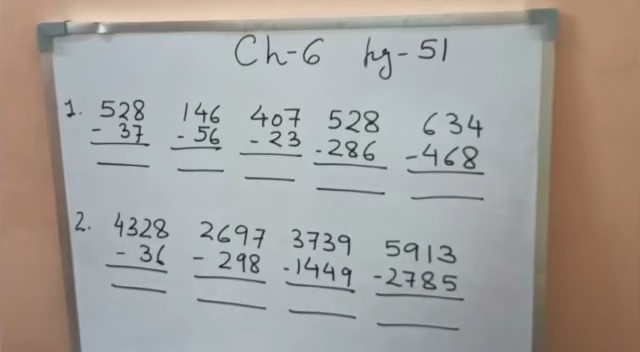 Ch-6 pg-51
1. 528 146 407 528 634
- 37 - 56 - 23 -286 -468
2. 4328 2697 3739 5913
- 36 - 298 -1449 -2785